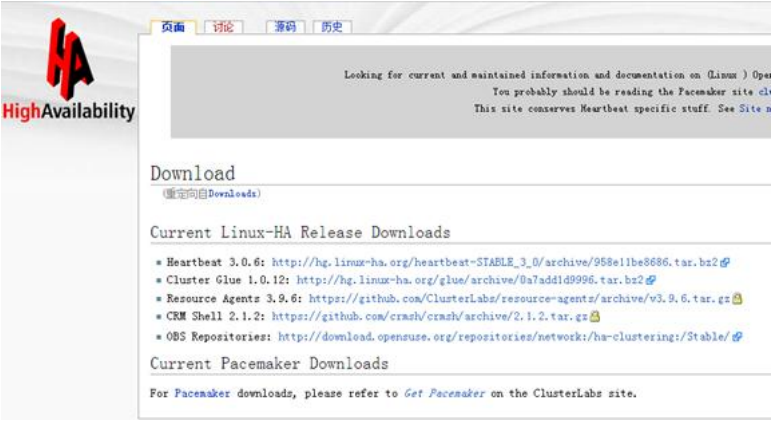 页面 讨论 源码 历史
HA
HighAvailability
Looking for current and maintained information and documentation on (Linux ) Ope
You probably should be reading the Pacemaker site cl
This site conserves Heartbeat specific stuff. See Site n
Download
(重定向自Downloads)
Current Linux-HA Release Downloads
Heartbeat 3.0.6: http://hg.linux-ha.org/heartbeat-STABLE_3_0/archive/958e11be8686.tar.bz2
Cluster Glue 1.0.12: http://hg.linux-ha.org/glue/archive/0a7add1d9996.tar.bz2
Resource Agents 3.9.6: https://github.com/ClusterLabs/resource-agents/archive/v3.9.6.tar.gz
CRM Shell 2.1.2: https://github.com/crmsh/crmsh/archive/2.1.2.tar.gz
OBS Repositories: http://download.opensuse.org/repositories/network:/ha-clustering:/Stable/
Current Pacemaker Downloads
For Pacemaker downloads, please refer to Get Pacemaker on the ClusterLabs site.